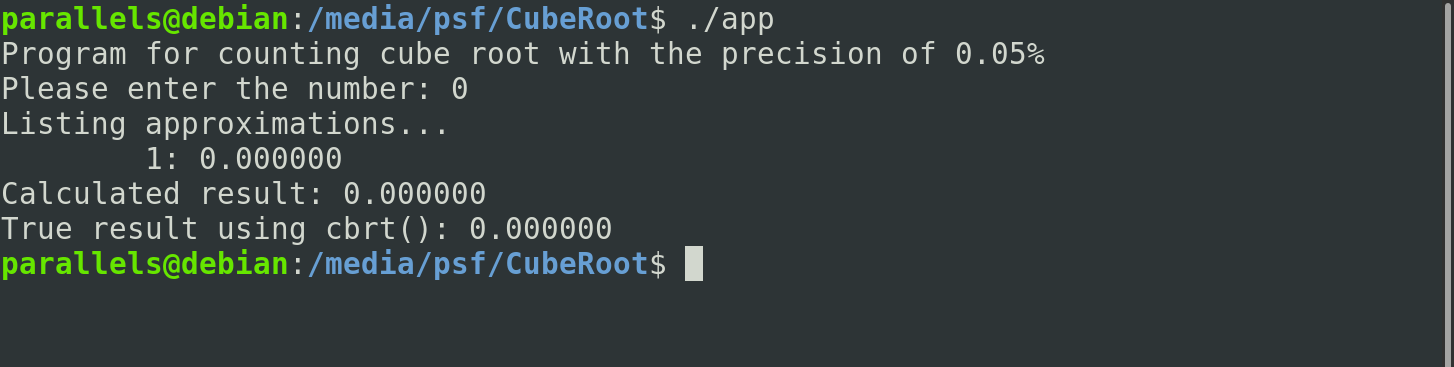 parallels@debian:/media/psf/CubeRoot$ ./app
Program for counting cube root with the precision of 0.05%
Please enter the number: 0
Listing approximations...
        1: 0.000000
Calculated result: 0.000000
True result using cbrt(): 0.000000
parallels@debian:/media/psf/CubeRoot$